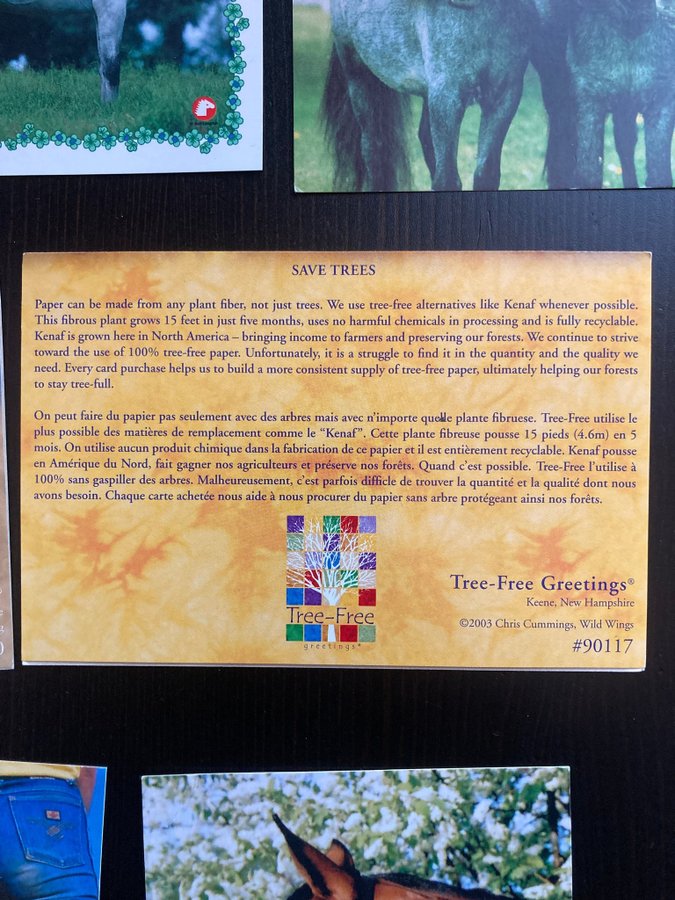 SAVE TREES
Paper can be made from any plant fiber, not just trees. We use tree-free alternatives like Kenaf whenever possible.
This fibrous plant grows 15 feet in just five months, uses no harmful chemicals in processing and is fully recyclable.
Kenaf is grown here in North America – bringing income to farmers and preserving our forests. We continue to strive
toward the use of 100% tree-free paper. Unfortunately, it is a struggle to find it in the quantity and the quality we
need. Every card purchase helps us to build a more consistent supply of tree-free paper, ultimately helping our forests
to stay tree-full.
On peut faire du papier pas seulement avec des arbres mais avec n'importe quelle plante fibruese. Tree-Free utilise le
plus possible des matières de remplacement comme le “Kenaf”. Cette plante fibreuse pousse 15 pieds (4.6m) en 5
mois. On utilise aucun produit chimique dans la fabrication de ce papier et il est entièrement recyclable. Kenaf pousse
en Amérique du Nord, fait gagner nos agriculteurs et préserve nos forêts. Quand c'est possible. Tree-Free l'utilise à
100% sans gaspiller des arbres. Malheureusement, c'est parfois difficle de trouver la quantité et la qualité dont nous
avons besoin. Chaque carte achetée nous aide à nous procurer du papier sans arbre protégeant ainsi nos forêts.
Tree-Free
greetings®
Tree-Free Greetings®
Keene, New Hampshire
©2003 Chris Cummings, Wild Wings
#90117